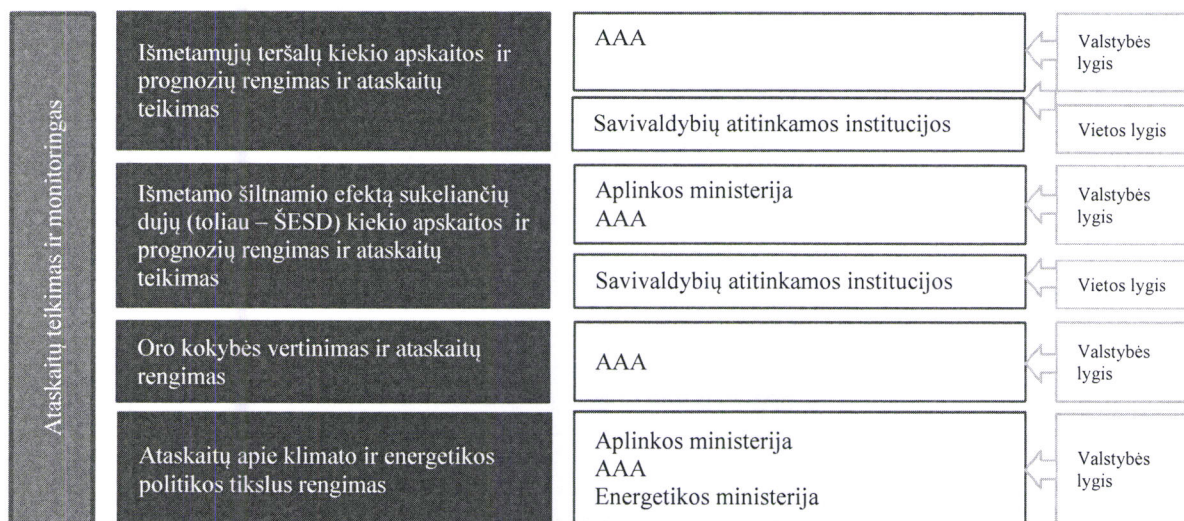 Ataskaitų teikimas ir monitoringas
Išmetamųjų teršalų kiekio apskaitos ir
prognozių rengimas ir ataskaitų
teikimas
AAA
Valstybės
lygis
Savivaldybių atitinkamos institucijos
Vietos lygis
Išmetamo šiltnamio efektą sukeliančių
dujų (toliau – ŠESD) kiekio apskaitos ir
prognozių rengimas ir ataskaitų
teikimas
Aplinkos ministerija
AAA
Valstybės
lygis
Savivaldybių atitinkamos institucijos
Vietos lygis
Oro kokybės vertinimas ir ataskaitų
rengimas
AAA
Valstybės
lygis
Ataskaitų apie klimato ir energetikos
politikos tikslus rengimas
Aplinkos ministerija
AAA
Energetikos ministerija
Valstybės
lygis